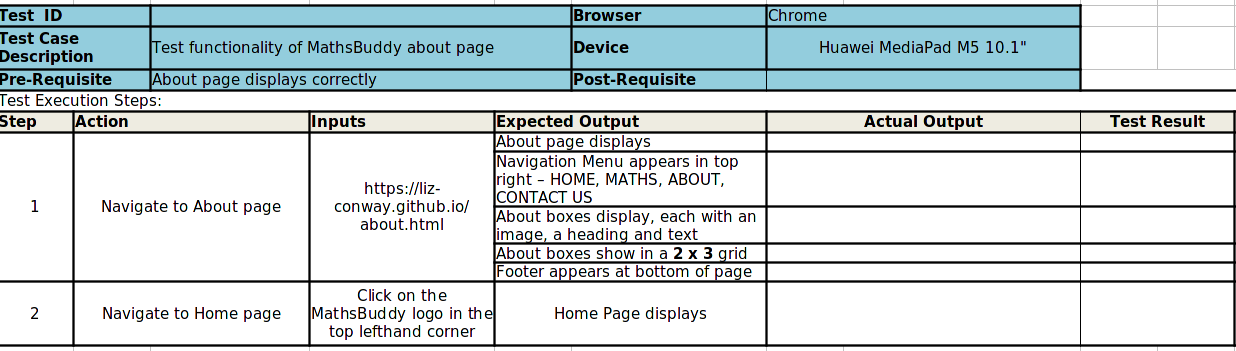 Test ID Browser Chrome
Test Case Description Test functionality of MathsBuddy about page Device Huawei MediaPad M5 10.1"
Pre-Requisite About page displays correctly Post-Requisite
Test Execution Steps:
Step Action Inputs Expected Output Actual Output Test Result
1 Navigate to About page
https://liz-
conway.github.io/
about.html
About page displays
Navigation Menu appears in top
right – HOME, MATHS, ABOUT,
CONTACT US
About boxes display, each with an
image, a heading and text
About boxes show in a 2 x 3 grid
Footer appears at bottom of page
2 Navigate to Home page
Click on the
MathsBuddy logo in the
top lefthand corner
Home Page displays